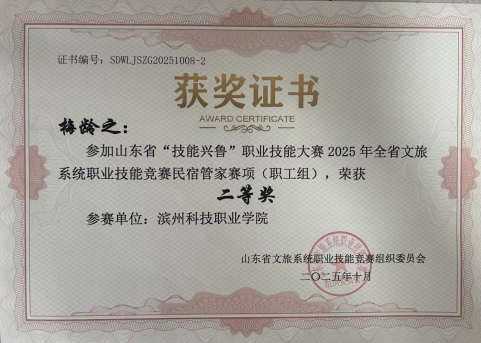 证书编号：SDWLJSZG20251008-2
获奖证书
AWARD CERTIFICATE
梅龄之：
参加山东省“技能兴鲁”职业技能大赛 2025 年全省文旅
系统职业技能竞赛民宿管家赛项（职工组），荣获
二等奖
参赛单位：滨州科技职业学院
山东省文旅系统职业技能竞赛组织委员会
二〇二五年十月